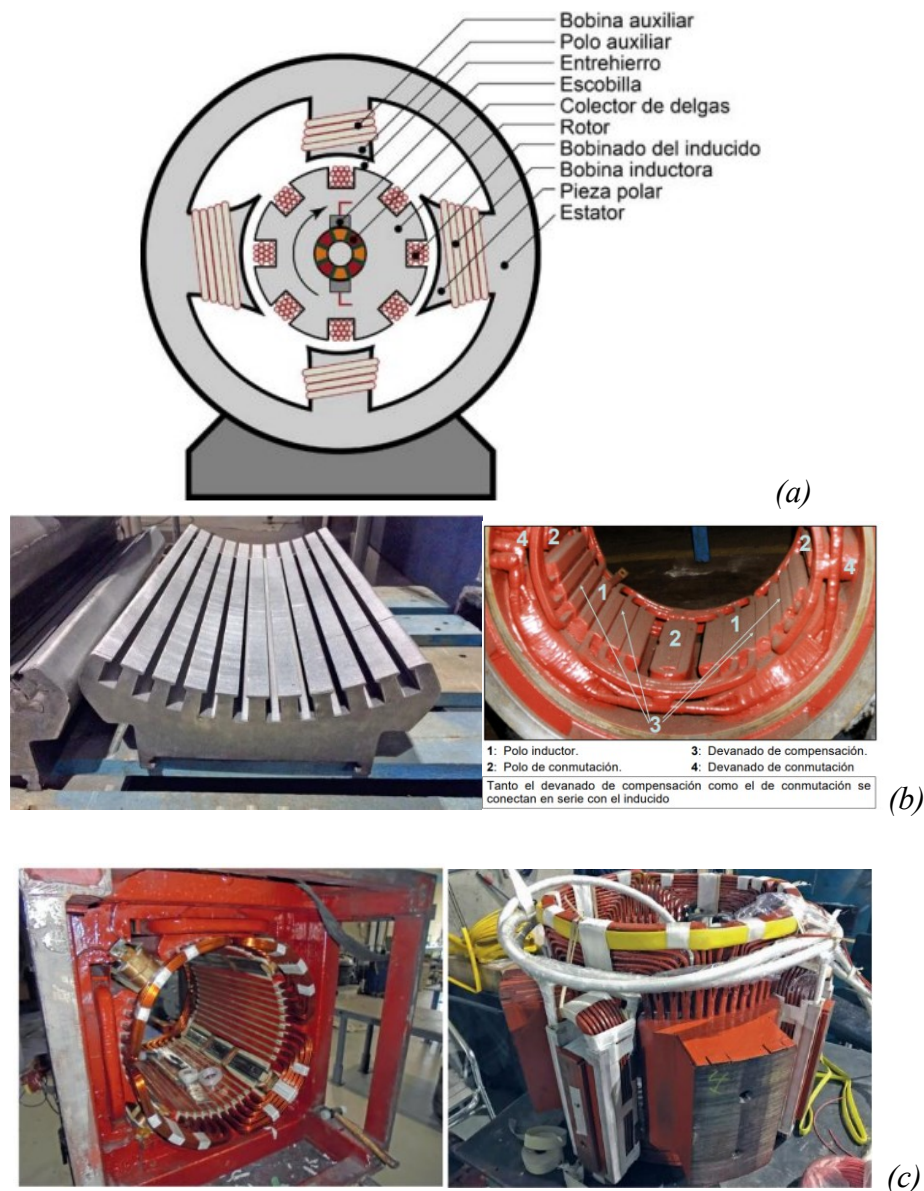 Bobina auxiliar
Polo auxiliar
Entrehierro
Escobilla
Colector de delgas
Rotor
Bobinado del inducido
Bobina inductora
Pieza polar
Estator
(a)
4
2
1
2
1
2
4
3
1: Polo inductor.
3: Devanado de compensación.
2: Polo de conmutación.
4: Devanado de conmutación
Tanto el devanado de compensación como el de conmutación se
conectan en serie con el inducido
(b)
(c)